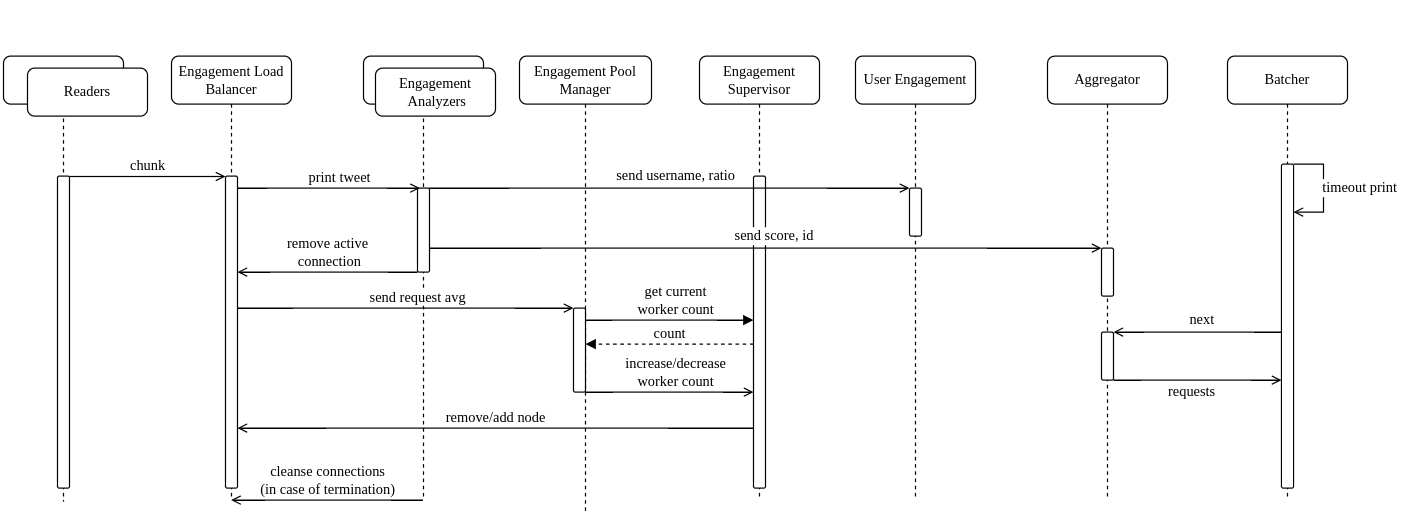 Readers
Engagement Load
Balancer
Engagement
Analyzers
Engagement Pool
Manager
Engagement
Supervisor
User Engagement
Aggregator
Batcher
chunk
print tweet
send username, ratio
timeout print
send score, id
remove active
connection
send request avg
get current
worker count
next
count
increase/decrease
worker count
requests
remove/add node
cleanse connections
(in case of termination)